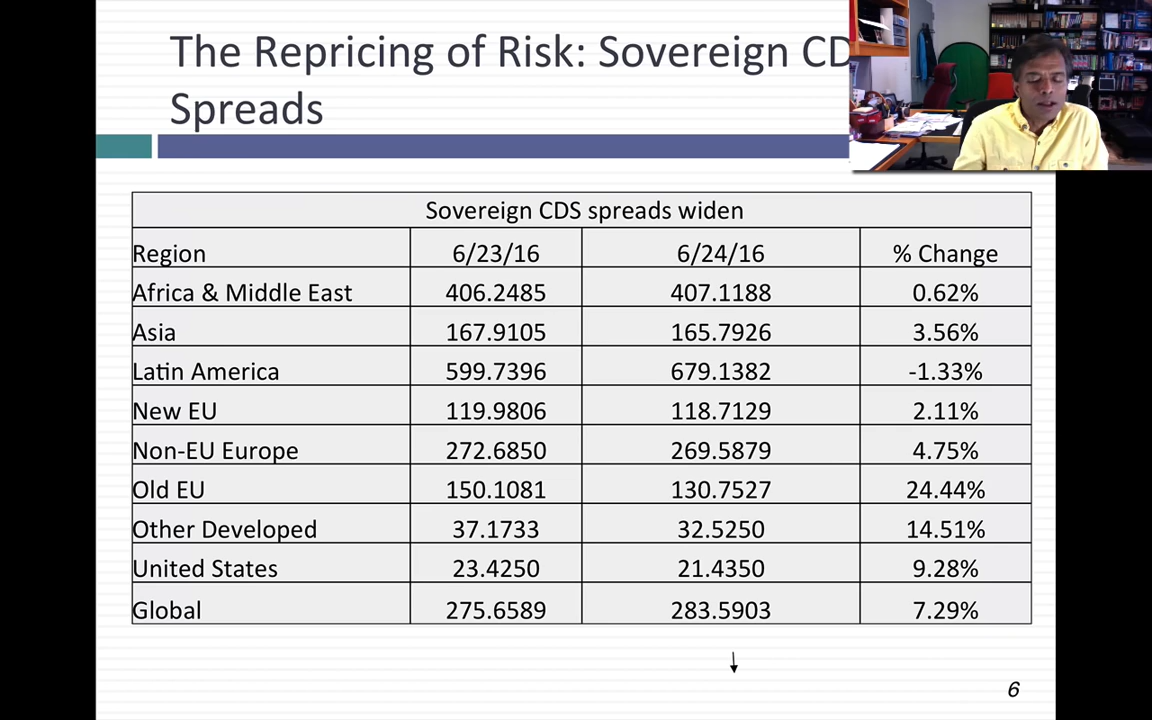 The Repricing of Risk: Sovereign CD
Spreads
Sovereign CDS spreads widen
Region 6/23/16 6/24/16 % Change
Africa & Middle East 406.2485 407.1188 0.62%
Asia 167.9105 165.7926 3.56%
Latin America 599.7396 679.1382 -1.33%
New EU 119.9806 118.7129 2.11%
Non-EU Europe 272.6850 269.5879 4.75%
Old EU 150.1081 130.7527 24.44%
Other Developed 37.1733 32.5250 14.51%
United States 23.4250 21.4350 9.28%
Global 275.6589 283.5903 7.29%
6